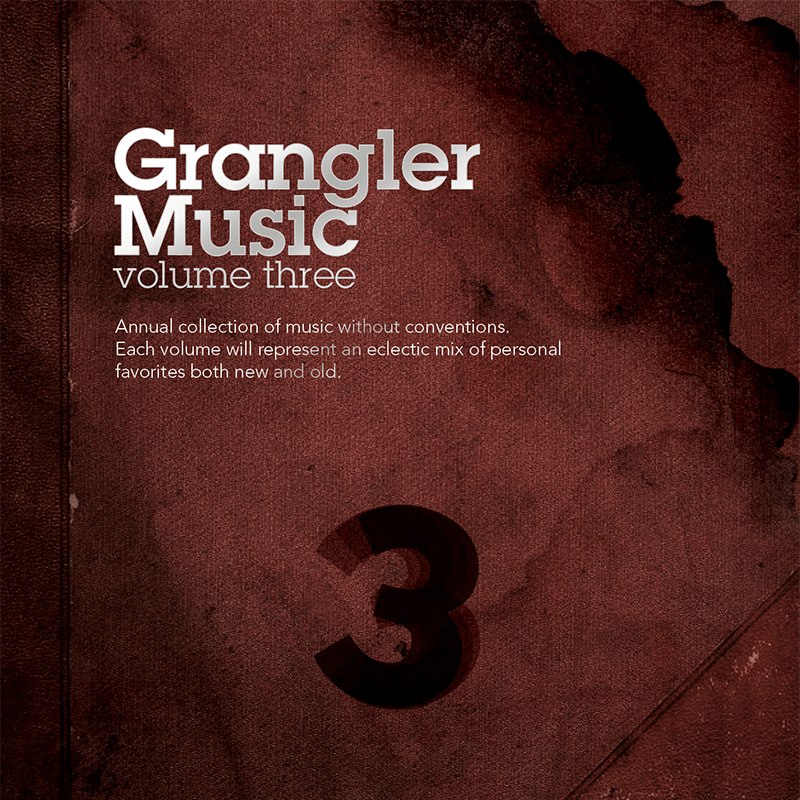 Grangler
Music
volume three
Annual collection of music without conventions.
Each volume will represent an eclectic mix of personal
favorites both new and old.
3